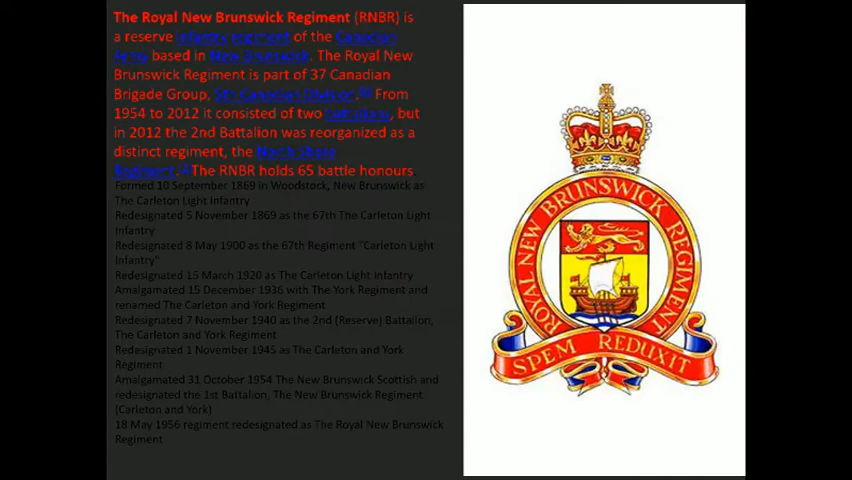 The Royal New Brunswick Regiment (RNBR) is
a reserve infantry regiment of the Canadian
Army based in New Brunswick. The Royal New
Brunswick Regiment is part of 37 Canadian
Brigade Group, 5th Canadian Division.[1] From
1954 to 2012 it consisted of two battalions, but
in 2012 the 2nd Battalion was reorganized as a
distinct regiment, the North Shore
Regiment. The RNBR holds 65 battle honours.
Formed 10 September 1869 in Woodstock, New Brunswick as
The Carleton Light Infantry
Redesignated 5 November 1869 as the 67th The Carleton Light
Infantry
Redesignated 8 May 1900 as the 67th Regiment "Carleton Light
Infantry"
Redesignated 15 March 1920 as The Carleton Light Infantry
Amalgamated 15 December 1936 with The York Regiment and
renamed The Carleton and York Regiment
Redesignated 7 November 1940 as the 2nd (Reserve) Battalion,
The Carleton and York Regiment
Redesignated 1 November 1945 as The Carleton and York
Regiment
Amalgamated 31 October 1954 The New Brunswick Scottish and
redesignated the 1st Battalion, The New Brunswick Regiment
(Carleton and York)
18 May 1956 regiment redesignated as The Royal New Brunswick
Regiment
ROYAL NEW BRUNSWICK REGIMENT
SPEM REDUXIT